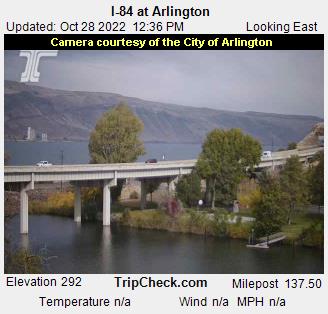 I-84 at Arlington
Updated: Oct 28 2022 12:36 PM Looking East
Camera courtesy of the City of Arlington
Elevation 292 TripCheck.com Milepost 137.50
Temperature n/a Wind n/a MPH n/a